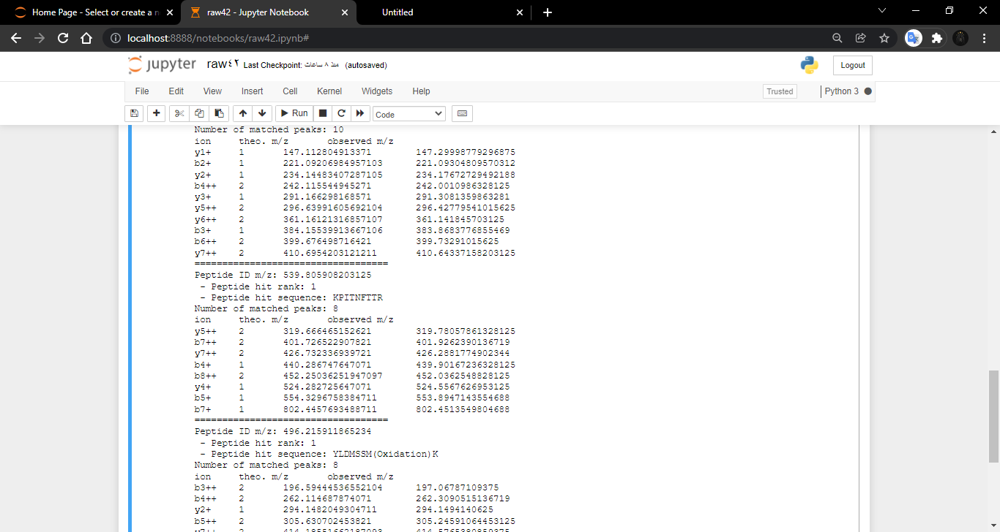 Home Page - Select or create a n
raw42 - Jupyter Notebook
Untitled
localhost:8888/notebooks/raw42.ipynb#
jupyter raw٤٢ Last Checkpoint: منذ ٨ ساعات (autosaved)
Logout
File Edit View Insert Cell Kernel Widgets Help
Trusted Python 3
Run Code
Number of matched peaks: 10
ion theo. m/z observed m/z
y1+ 1 147.112804913371 147.29998779296875
b2+ 1 221.09206984957103 221.09304809570312
y2+ 1 234.14483407287105 234.17672729492188
b4++ 2 242.115544945271 242.0010986328125
y3+ 1 291.166298168571 291.3081359863281
y5++ 2 296.63991605692104 296.42779541015625
y6++ 2 361.16121316857107 361.141845703125
b3+ 1 384.15539913667106 383.8683776855469
b6++ 2 399.676498716421 399.73291015625
y7++ 2 410.6954203121211 410.64337158203125
===================================
Peptide ID m/z: 539.805908203125
- Peptide hit rank: 1
- Peptide hit sequence: KPITNFTTR
Number of matched peaks: 8
ion theo. m/z observed m/z
y5++ 2 319.666465152621 319.78057861328125
b7++ 2 401.726522907821 401.9262390136719
y7++ 2 426.732336939721 426.2881774902344
b4+ 1 440.286747647071 439.90167236328125
b8++ 2 452.25036251947097 452.0362548828125
y4+ 1 524.282725647071 524.5567626953125
b5+ 1 554.3296758384711 553.8947143554688
b7+ 1 802.4457693488711 802.4513549804688
===================================
Peptide ID m/z: 496.215911865234
- Peptide hit rank: 1
- Peptide hit sequence: YLDMSSM(Oxidation)K
Number of matched peaks: 8
ion theo. m/z observed m/z
b3++ 2 196.59444536552104 197.06787109375
b4++ 2 262.114687874071 262.3090515136719
y2+ 1 294.1482049304711 294.1494140625
b5++ 2 305.630702453821 305.24591064453125